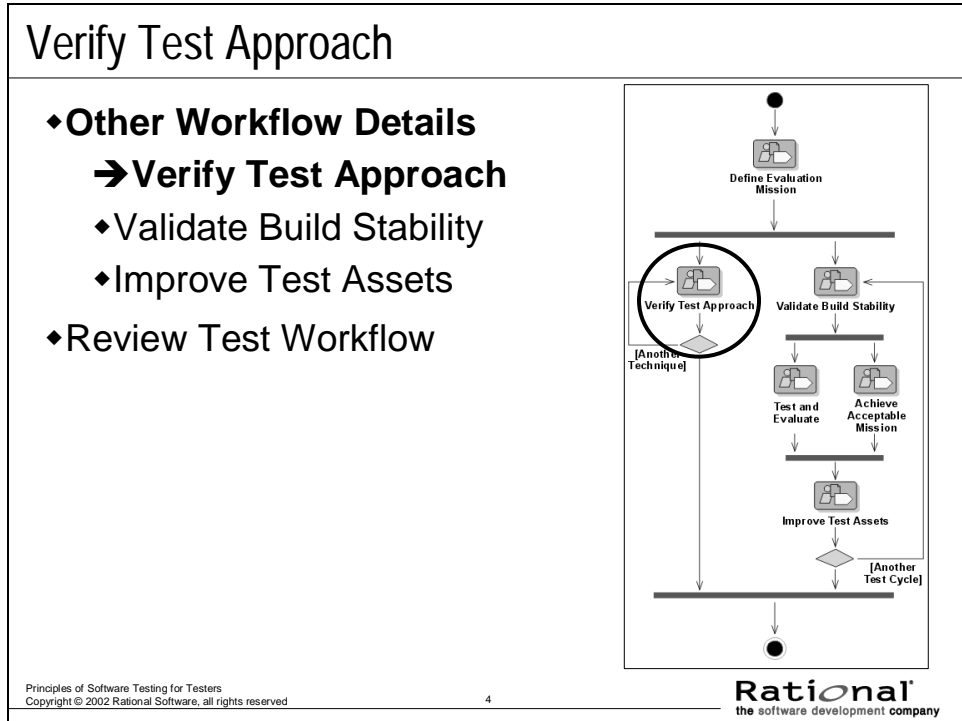 Verify Test Approach
◆Other Workflow Details
➔Verify Test Approach
◆Validate Build Stability
◆Improve Test Assets
◆Review Test Workflow
Define Evaluation
Mission
Verify Test Approach
[Another
Technique]
Validate Build Stability
Test and
Evaluate
Achieve
Acceptable
Mission
Improve Test Assets
[Another
Test Cycle]
Principles of Software Testing for Testers
Copyright © 2002 Rational Software, all rights reserved
4
Rational
the software development company